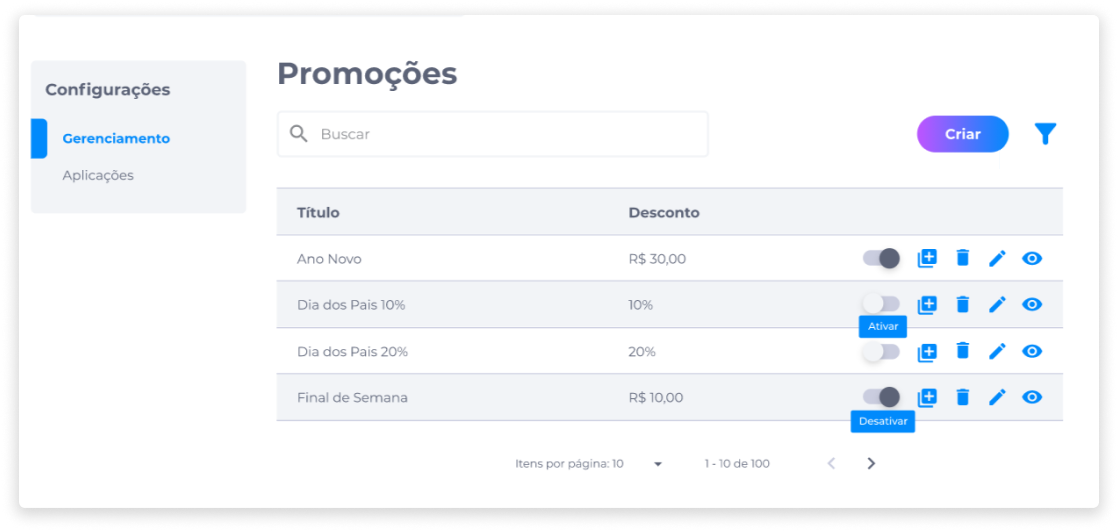 Configurações
Gerenciamento
Aplicações
Promoções
Buscar
Criar
Título Desconto
Ano Novo R$ 30,00
Dia dos Pais 10% 10%
Ativar
Dia dos Pais 20% 20%
Final de Semana R$ 10,00
Desativar
Itens por página: 10 1 - 10 de 100